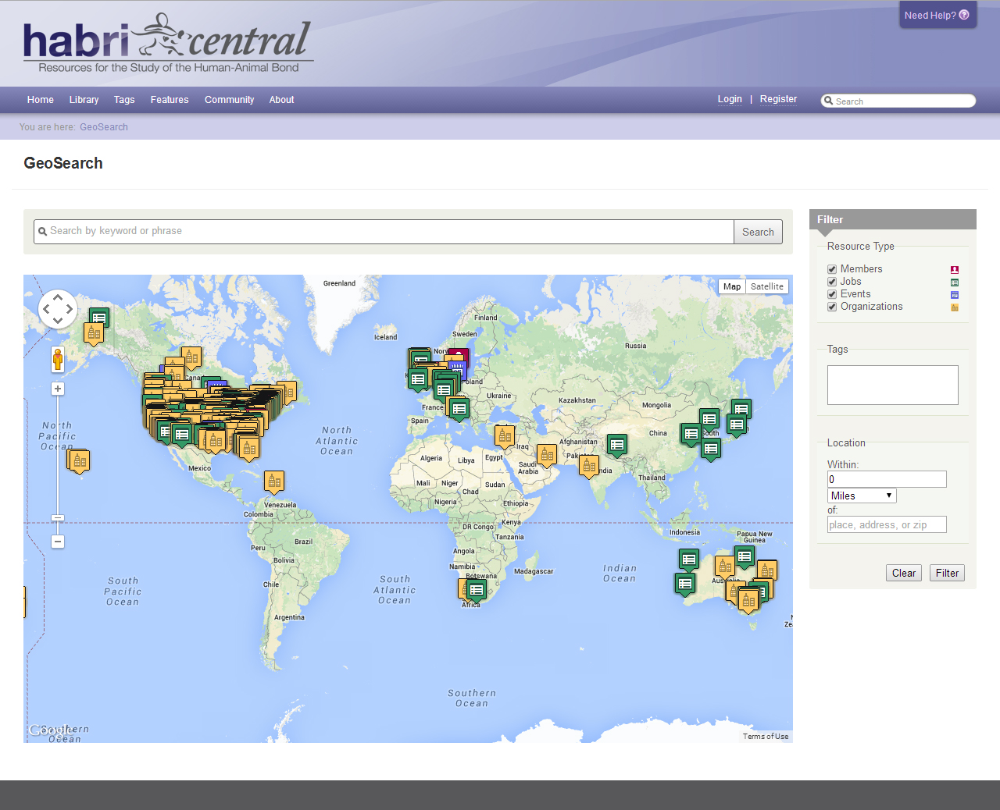 habri central
Resources for the Study of the Human-Animal Bond
Need Help?
Home Library Tags Features Community About
Login | Register
Search
You are here: GeoSearch
GeoSearch
Search by keyword or phrase
Search
Filter
Resource Type
Members
Jobs
Events
Organizations
Tags
Location
Within:
0
Miles
of:
place, address, or zip
Clear Filter
Map Satellite
Greenland
Iceland
Finland
Sweden
Russia
Poland
Ukraine
Kazakhstan
Mongolia
France
Spain
China
South
Iraq
Afghanistan
North
Pacific
Ocean
North
Atlantic
Ocean
Algeria
Libya
Egypt
Saudi
Arabia
Mexico
Mali
Niger
Chad
Sudan
Thailand
Nigeria
Ethiopia
Venezuela
Colombia
Kenya
DR Congo
Tanzania
Indonesia
Papua New
Guinea
Peru
Brazil
Angola
Bolivia
Namibia
Botswana
Madagascar
Indian
Ocean
South
Pacific
Ocean
South
Atlantic
Ocean
Chile
Africa
Argentina
Southern
Ocean
Google
Southern
Ocean
Terms of Use